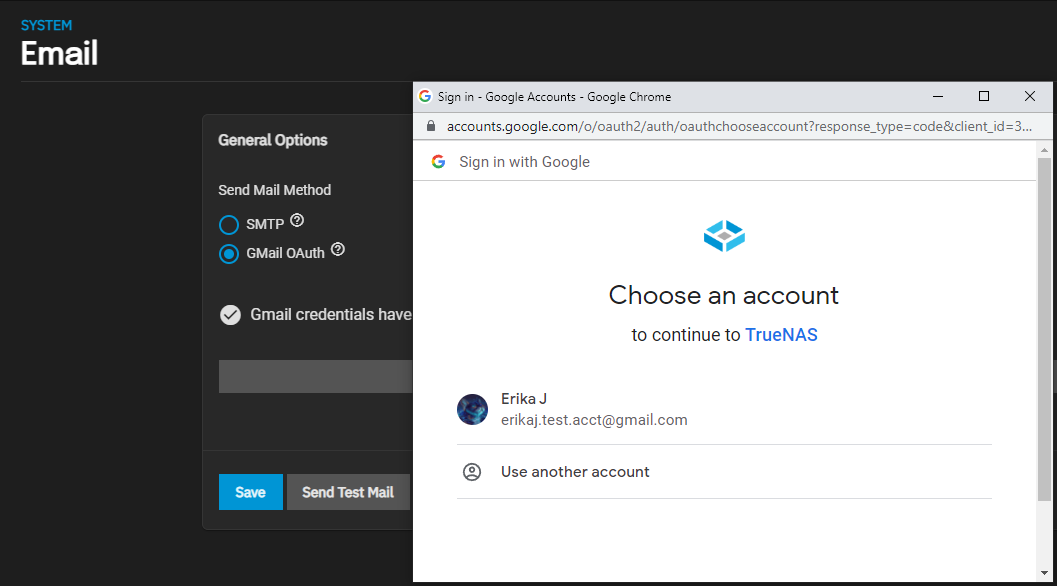 SYSTEM
Email
General Options
Send Mail Method
SMTP
GMail OAuth
Gmail credentials have
Save
Send Test Mail
Sign in - Google Accounts - Google Chrome
accounts.google.com/o/oauth2/auth/oauthchooseaccount?response_type=code&client_id=3...
Sign in with Google
Choose an account
to continue to TrueNAS
Erika J
erikaj.test.acct@gmail.com
Use another account